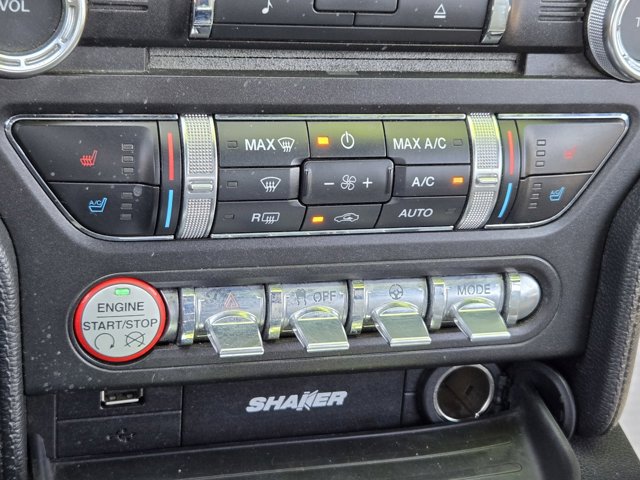 VOL
MAX
MAX A/C
A/C
A/C
A/C
R
AUTO
ENGINE
START/STOP
OFF
MODE
SHAKER